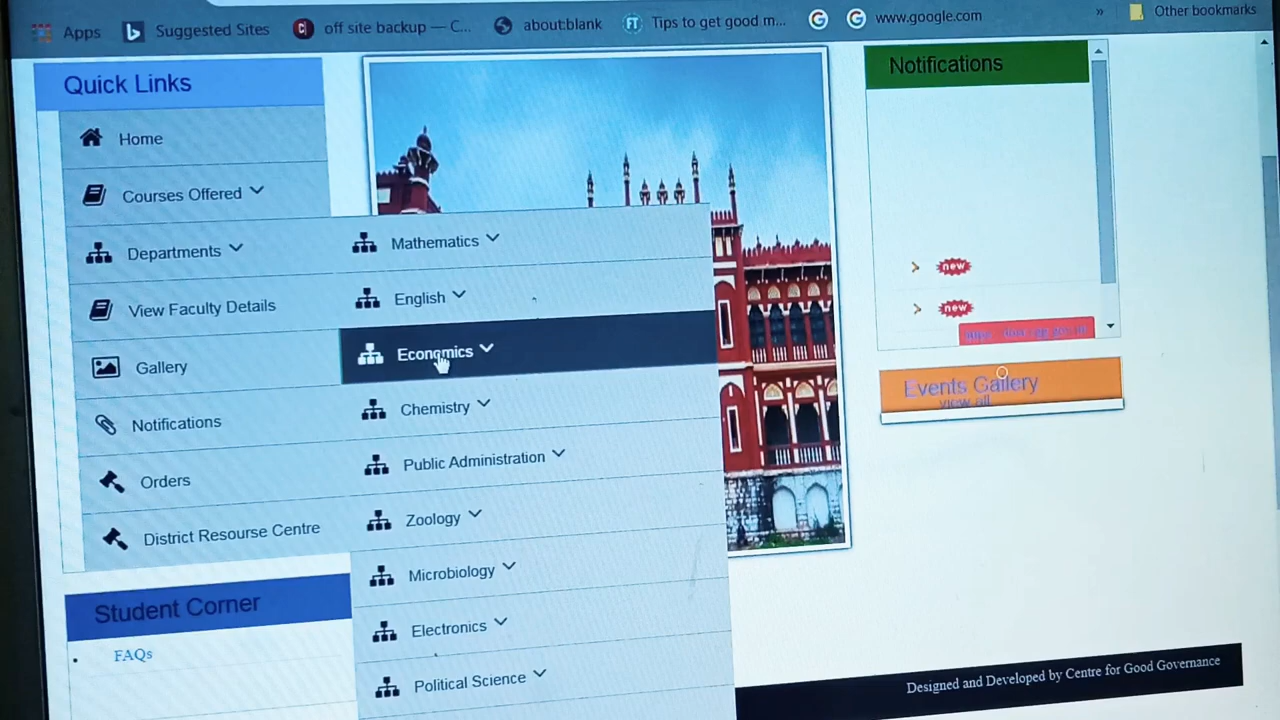 Apps
Suggested Sites
off site backup — C...
about:blank
FT
Tips to get good m...
G
G
www.google.com
»
Other bookmarks
Quick Links
Home
Courses Offered
Departments
View Faculty Details
Gallery
Notifications
Orders
District Resourse Centre
Student Corner
FAQs
Mathematics
English
Economics
Chemistry
Public Administration
Zoology
Microbiology
Electronics
Political Science
Notifications
new
new
Events Gallery
view all
Designed and Developed by Centre for Good Governance